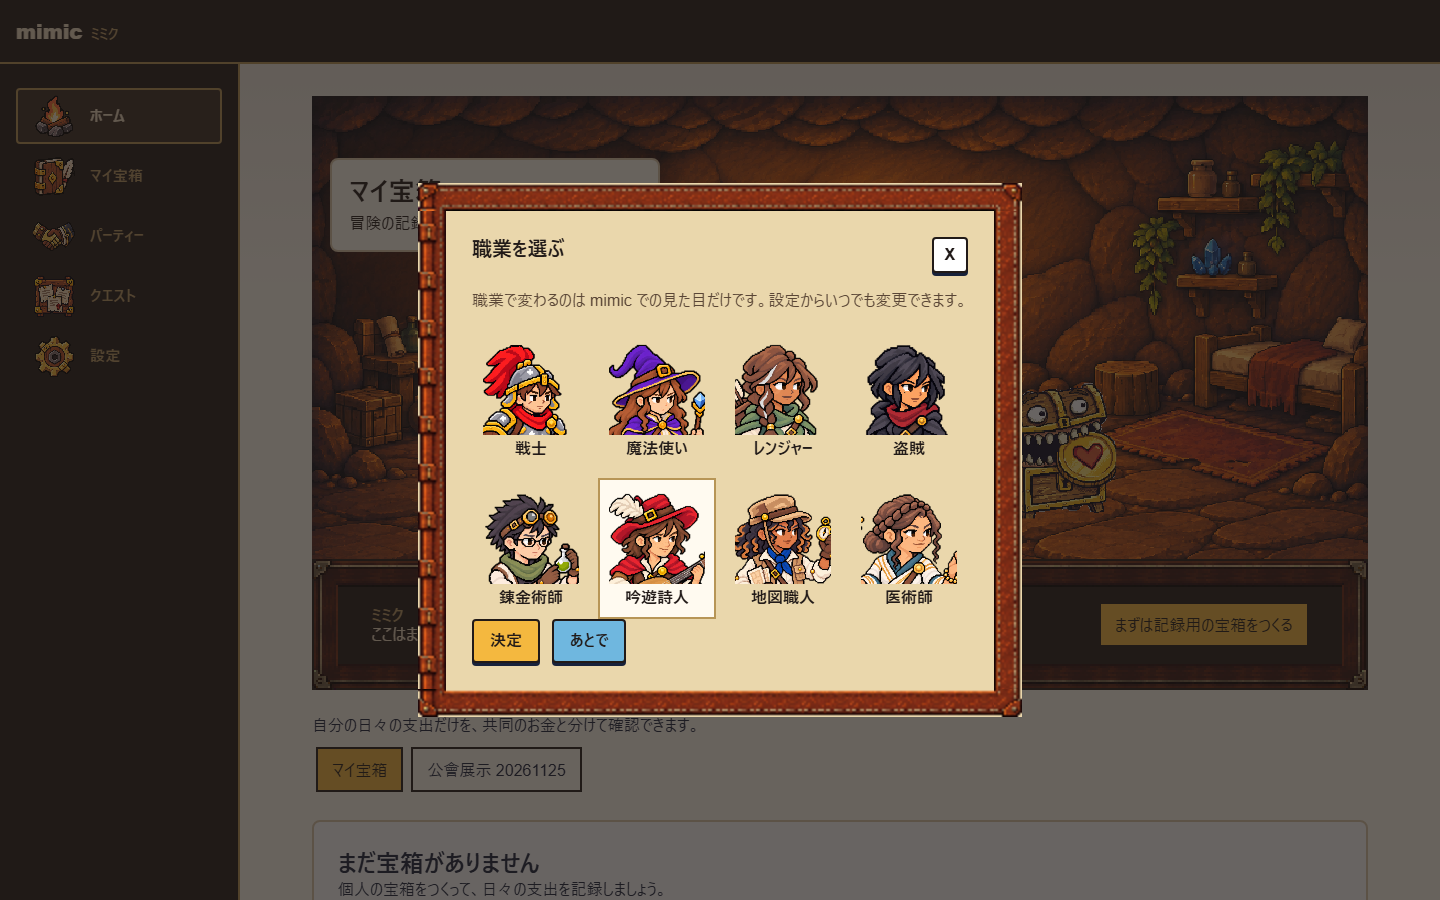 mimic ミミク
ホーム
マイ宝箱
パーティー
クエスト
設定
マイ宝箱
冒険の記録
職業を選ぶ
X
職業で変わるのは mimic での見た目だけです。設定からいつでも変更できます。
戦士
魔法使い
レンジャー
盗賊
錬金術師
吟遊詩人
地図職人
医術師
決定
あとで
ミミク
ここはま
まずは記録用の宝箱をつくる
自分の日々の支出だけを、共同のお金と分けて確認できます。
マイ宝箱
公會展示 20261125
まだ宝箱がありません
個人の宝箱をつくって、日々の支出を記録しましょう。